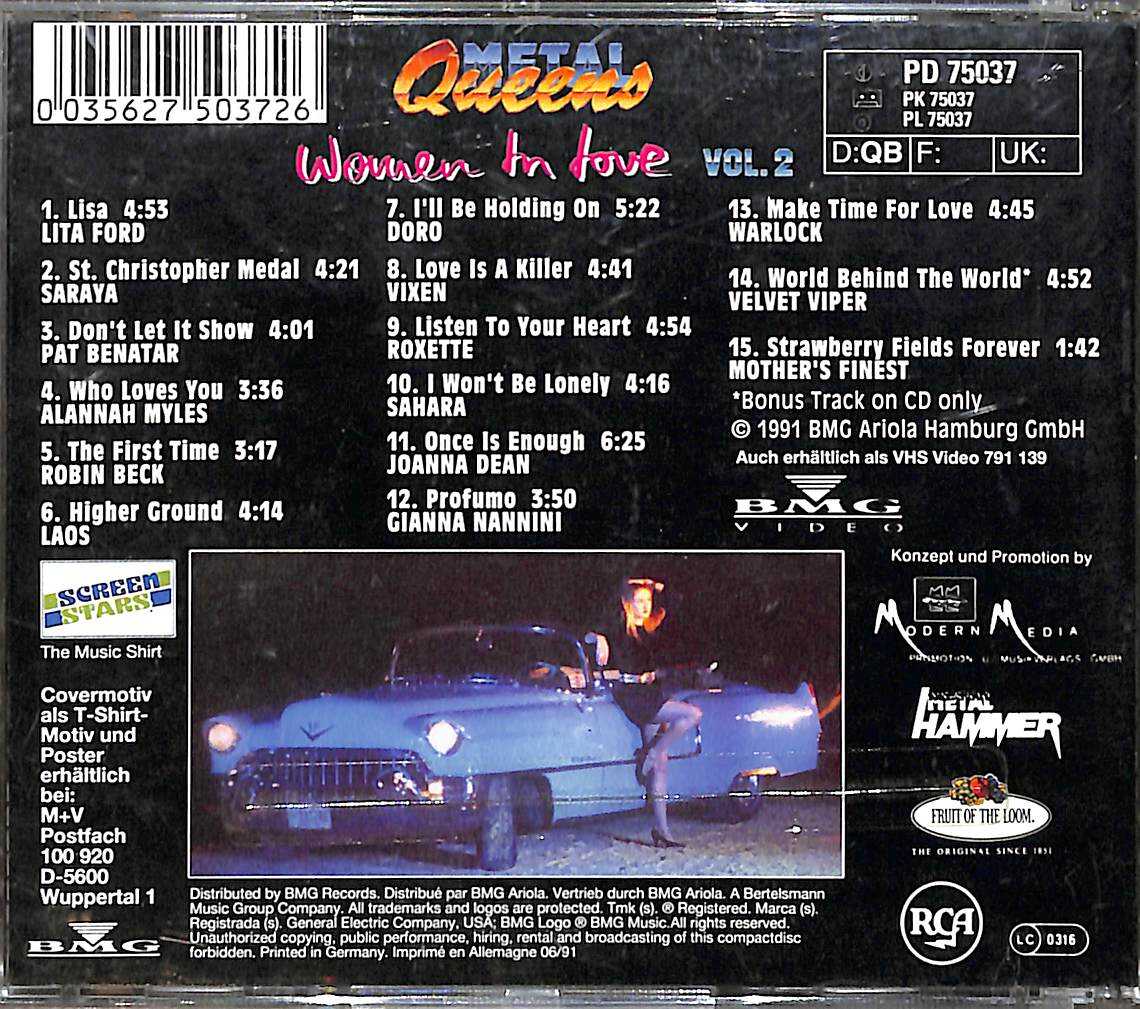 0 035627 503726
METAL
Queens
Women In Love VOL. 2
PD 75037
PK 75037
PL 75037
D:QB F: UK:
1. Lisa 4:53
LITA FORD
2. St. Christopher Medal 4:21
SARAYA
3. Don't Let It Show 4:01
PAT BENATAR
4. Who Loves You 3:36
ALANNAH MYLES
5. The First Time 3:17
ROBIN BECK
6. Higher Ground 4:14
LAOS
7. I'll Be Holding On 5:22
DORO
8. Love Is A Killer 4:41
VIXEN
9. Listen To Your Heart 4:54
ROXETTE
10. I Won't Be Lonely 4:16
SAHARA
11. Once Is Enough 6:25
JOANNA DEAN
12. Profumo 3:50
GIANNA NANNINI
13. Make Time For Love 4:45
WARLOCK
14. World Behind The World* 4:52
VELVET VIPER
15. Strawberry Fields Forever 1:42
MOTHER'S FINEST
*Bonus Track on CD only
© 1991 BMG Ariola Hamburg GmbH
Auch erhältlich als VHS Video 791 139
BMG
VIDEO
SCREEN
STARS
The Music Shirt
Covermotiv
als T-Shirt-
Motiv und
Poster
erhältlich
bei:
M+V
Postfach
100 920
D-5600
Wuppertal 1
BMG
Konzept und Promotion by
MODERN MEDIA
PROMOTION U. MUSIKVERLAGS GMBH
METAL
HAMMER
FRUIT OF THE LOOM.
THE ORIGINAL SINCE 1851
RCA
LC 0316
Distributed by BMG Records. Distribué par BMG Ariola. Vertrieb durch BMG Ariola. A Bertelsmann
Music Group Company. All trademarks and logos are protected. Tmk (s). ® Registered. Marca (s).
Registrada (s). General Electric Company, USA; BMG Logo ® BMG Music.All rights reserved.
Unauthorized copying, public performance, hiring, rental and broadcasting of this compactdisc
forbidden. Printed in Germany. Imprimé en Allemagne 06/91